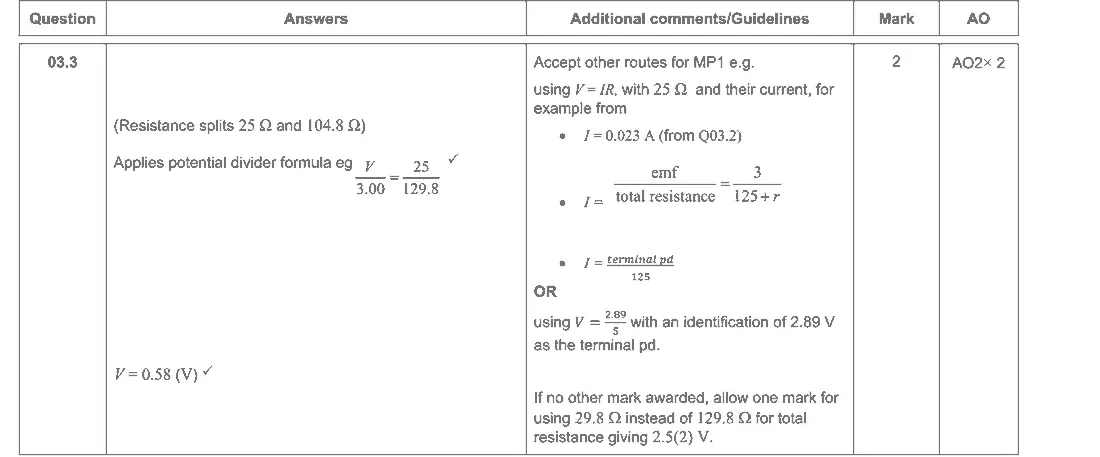 Question Answers Additional comments/Guidelines Mark AO
03.3
(Resistance splits 25 Ω and 104.8 Ω)
Applies potential divider formula eg V/3.00 = 25/129.8 ✓
V = 0.58 (V) ✓
Accept other routes for MP1 e.g.
using V = IR, with 25 Ω and their current, for
example from
• I = 0.023 A (from Q03.2)
• I = emf/total resistance = 3/125 + r
• I = terminal pd/125
OR
using V = 2.89/5 with an identification of 2.89 V
as the terminal pd.
If no other mark awarded, allow one mark for
using 29.8 Ω instead of 129.8 Ω for total
resistance giving 2.5(2) V.
2
AO2× 2